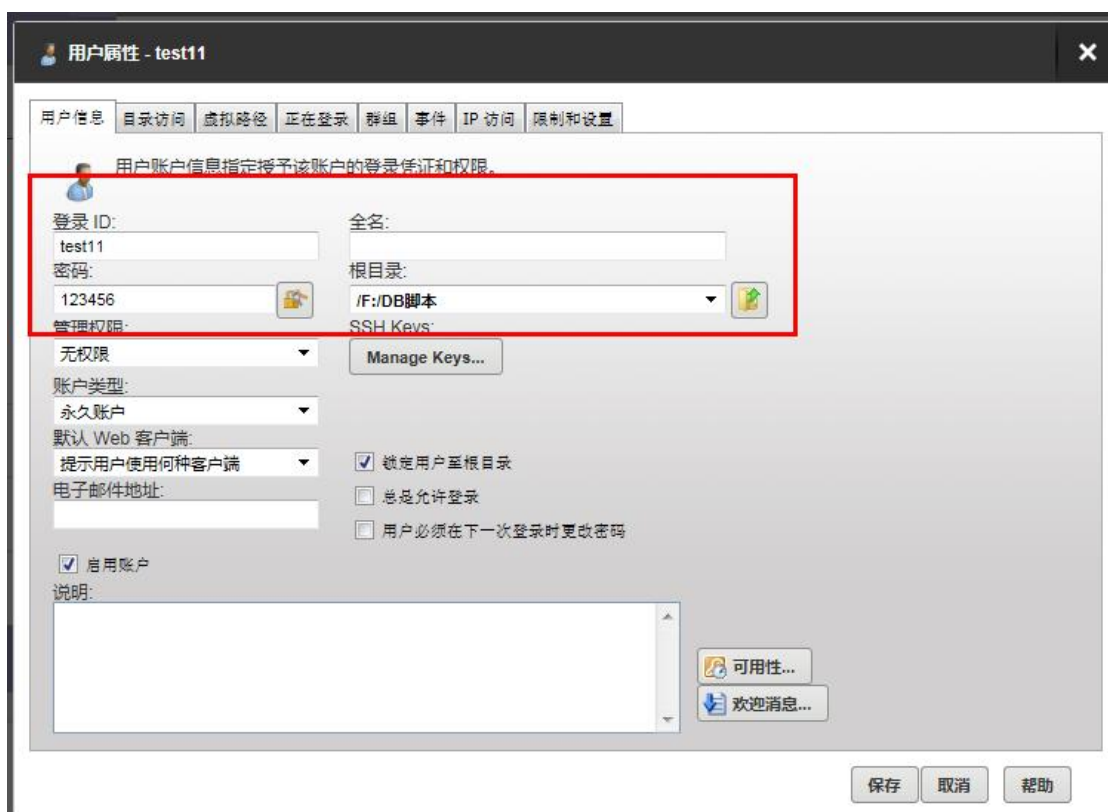 用户属性 - test11
用户信息 目录访问 虚拟路径 正在登录 群组 事件 IP 访问 限制和设置
用户账户信息指定授予该账户的登录凭证和权限。
登录 ID: 全名:
test11
密码: 根目录:
123456 /F:/DB脚本
管理权限: SSH Keys:
无权限 Manage Keys...
账户类型:
永久账户
默认 Web 客户端:
提示用户使用何种客户端 锁定用户至根目录
电子邮件地址: 总是允许登录
用户必须在下一次登录时更改密码
启用账户
说明:
可用性...
欢迎消息...
保存 取消 帮助